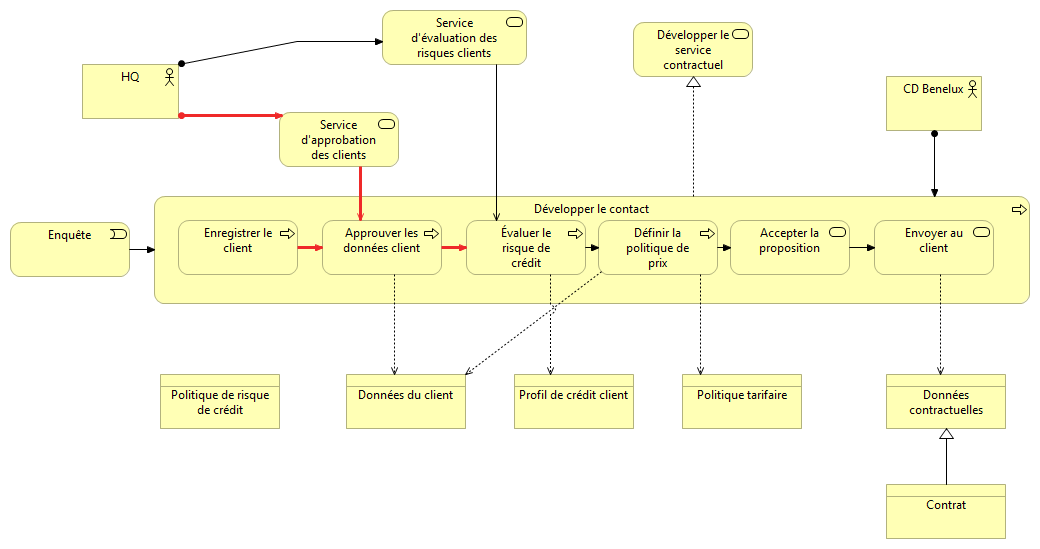 Service
d'évaluation des
risques clients
Développer le
service
contractuel
HQ
CD Benelux
Service
d'approbation
des clients
Développer le contact
Enquête
Enregistrer le
client
Approuver les
données client
Évaluer le
risque de
crédit
Définir la
politique de
prix
Accepter la
proposition
Envoyer au
client
Politique de risque
de crédit
Données du client
Profil de crédit client
Politique tarifaire
Données
contractuelles
Contrat